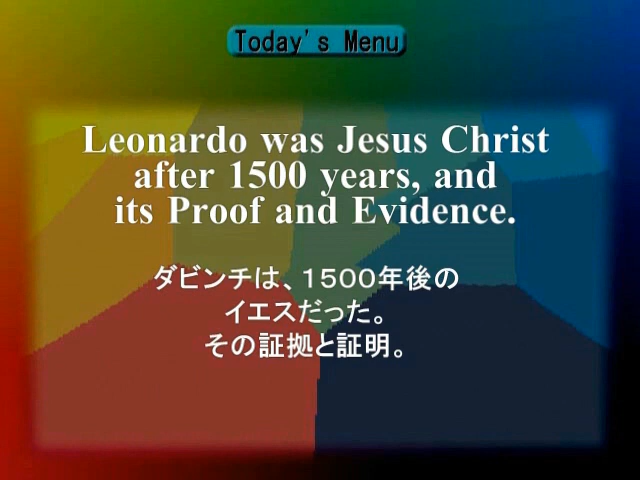 Today's Menu
Leonardo was Jesus Christ
after 1500 years, and
its Proof and Evidence.
ダビンチは、１５００年後の
イエスだった。
その証拠と証明。